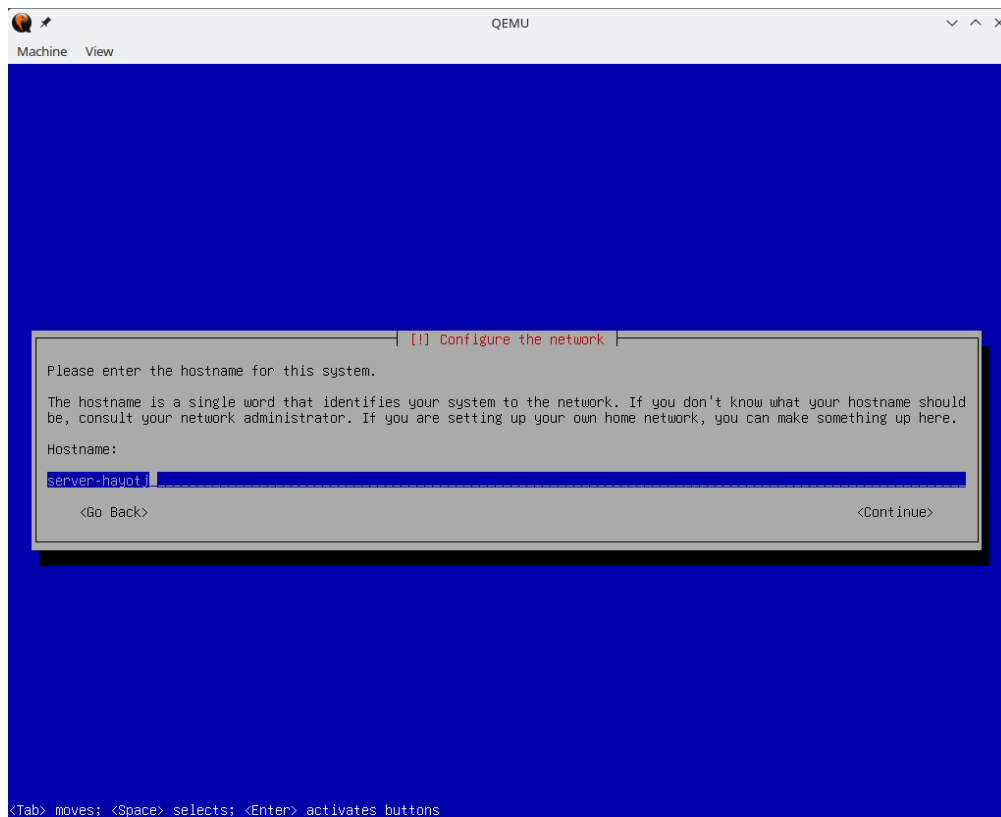 QEMU
Machine View
[!] Configure the network
Please enter the hostname for this system.
The hostname is a single word that identifies your system to the network. If you don't know what your hostname should
be, consult your network administrator. If you are setting up your own home network, you can make something up here.
Hostname:
server-hayotj
<Go Back> <Continue>
<Tab> moves; <Space> selects; <Enter> activates buttons